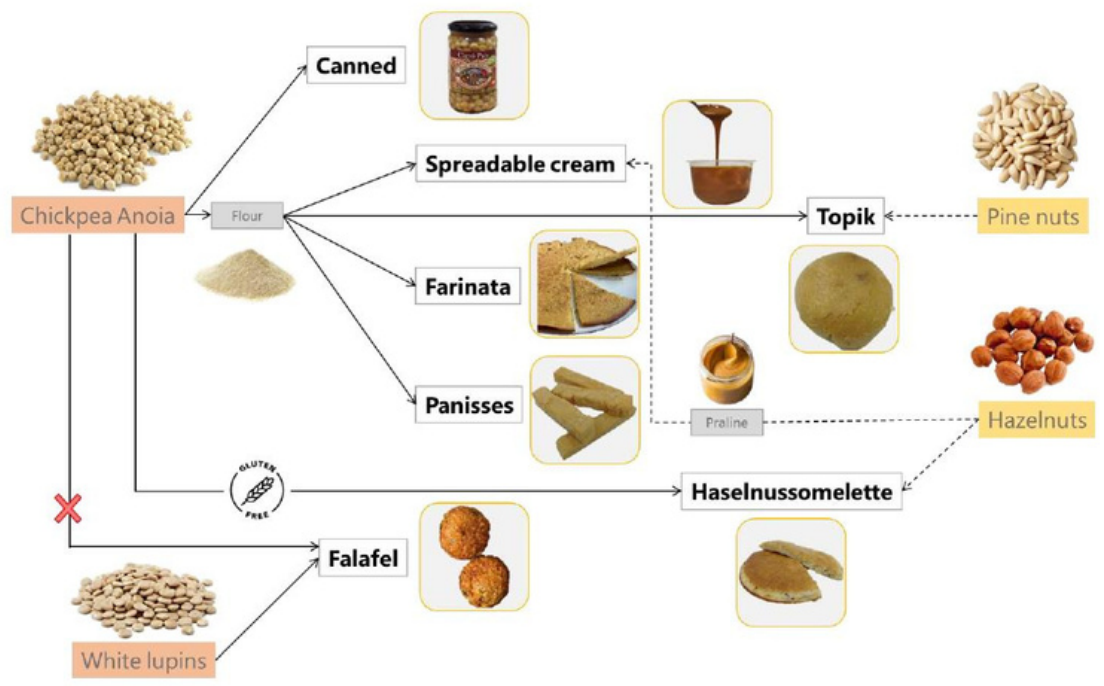 Canned
Spreadable cream
Chickpea Anoia
Flour
Topik
Pine nuts
Farinata
Panisses
Praline
Hazelnuts
GLUTEN
FREE
Haselnussomelette
Falafel
White lupins